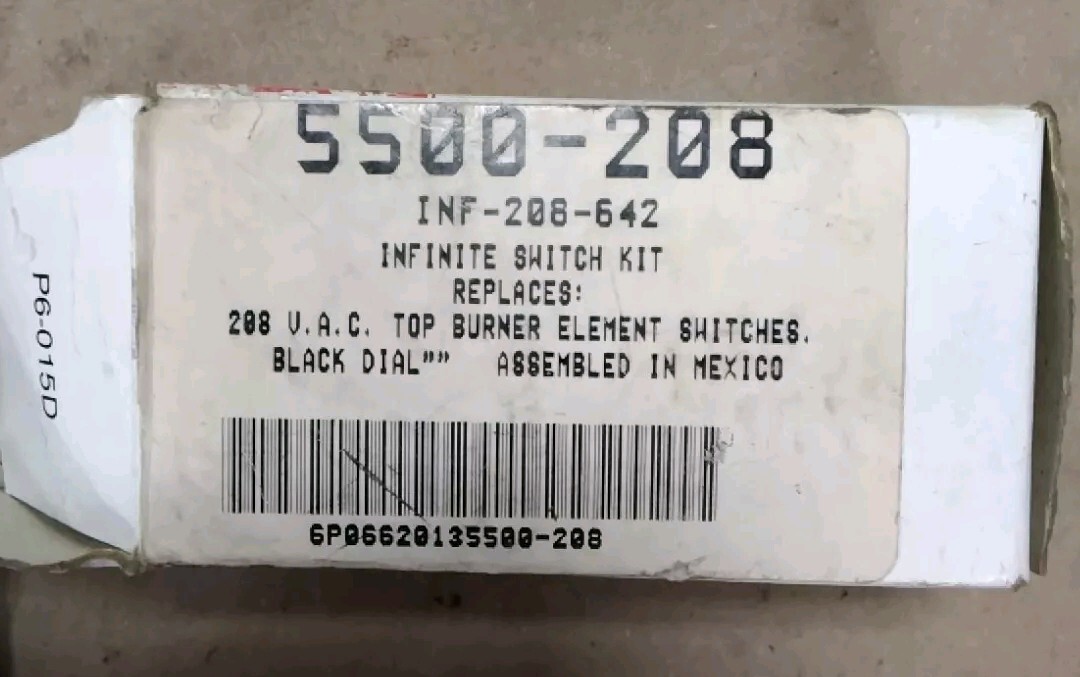 5500-208
INF-208-642
INFINITE SWITCH KIT
REPLACES:
208 V.A.C. TOP BURNER ELEMENT SWITCHES.
BLACK DIAL""   ASSEMBLED IN MEXICO
6P06620135500-208
P6-015D